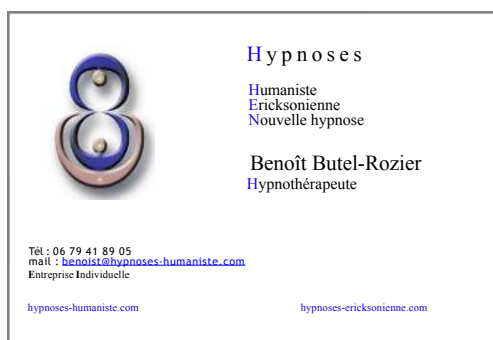 Hypnoses
Humaniste
Ericksonienne
Nouvelle hypnose
Benoît Butel-Rozier
Hypnothérapeute
Tél : 06 79 41 89 05
mail : benoist@hypnoses-humaniste.com
Entreprise Individuelle
hypnoses-humaniste.com
hypnoses-ericksonienne.com